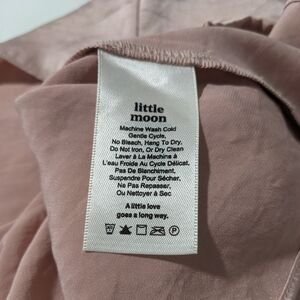 little
moon
Machine Wash Cold
Gentle Cycle,
No Bleach, Hang To Dry,
Do Not Iron, Or Dry Clean
Laver à La Machine à
L'eau Froide Au Cycle Délicat.
Pas De Blanchiment,
Suspendre Pour Sécher.
Ne Pas Repasser,
Ou Nettoyer à Sec
A little love
goes a long way.